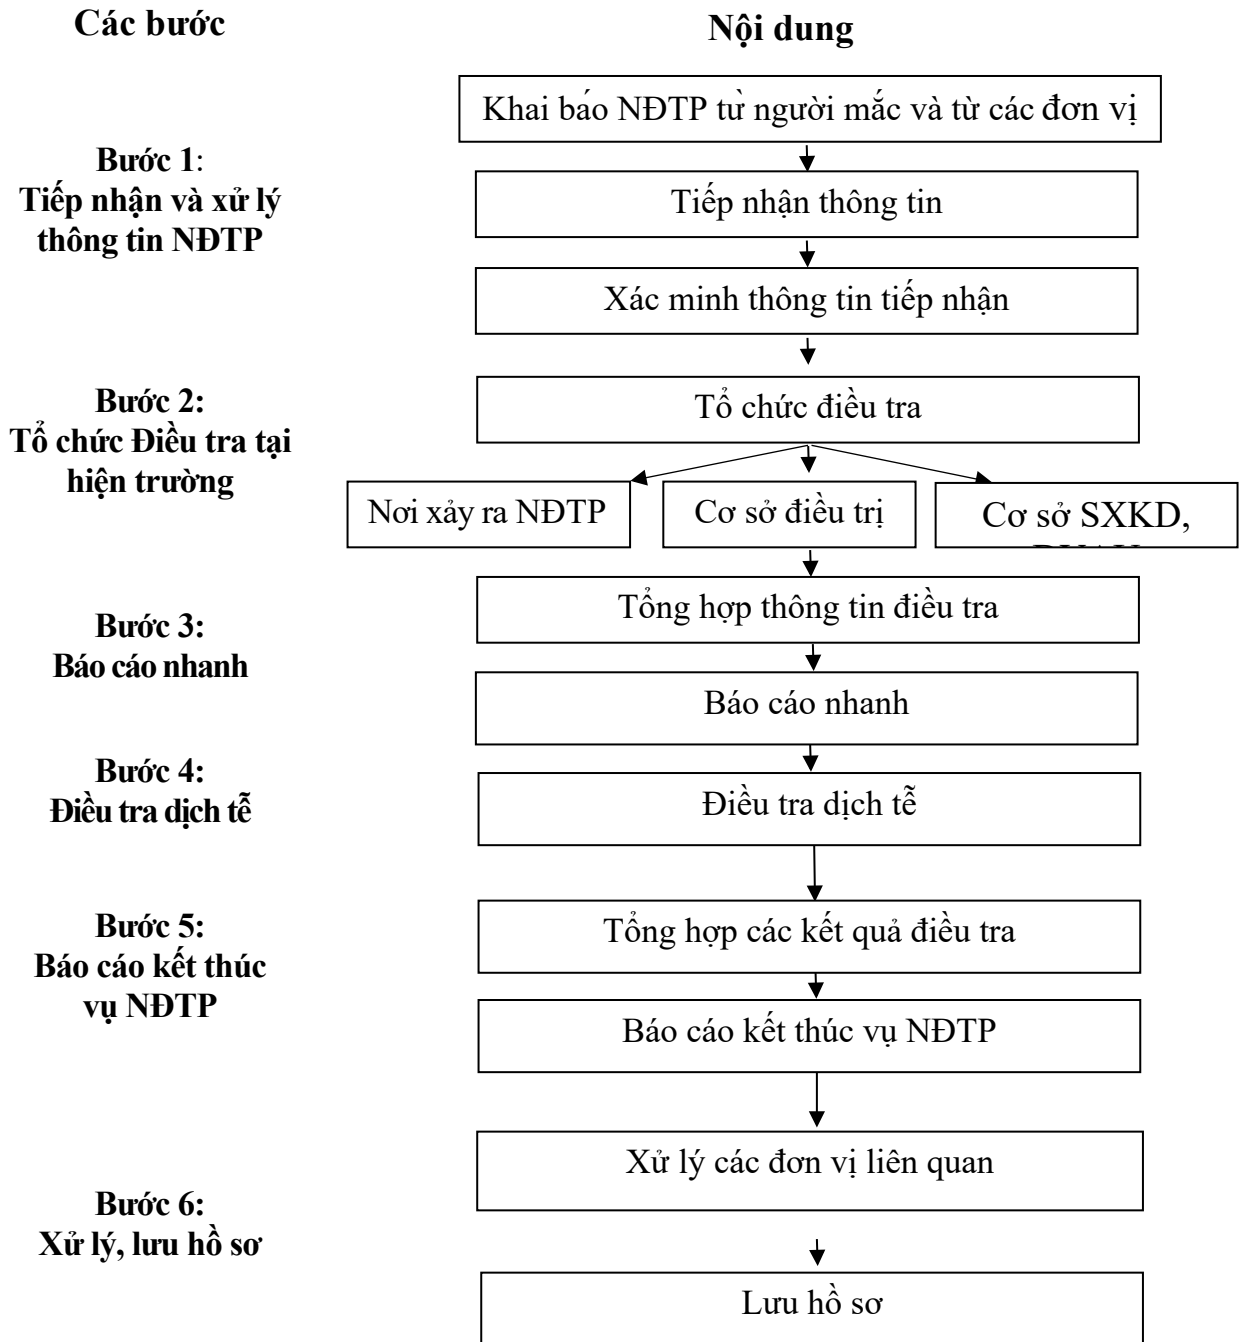 Các bước
Nội dung
Khai báo NĐTP từ người mắc và từ các đơn vị
Bước 1:
Tiếp nhận và xử lý
thông tin NĐTP
Tiếp nhận thông tin
Xác minh thông tin tiếp nhận
Bước 2:
Tổ chức Điều tra tại
hiện trường
Tổ chức điều tra
Nơi xảy ra NĐTP
Cơ sở điều trị
Cơ sở SXKD,
Bước 3:
Báo cáo nhanh
Tổng hợp thông tin điều tra
Báo cáo nhanh
Bước 4:
Điều tra dịch tễ
Điều tra dịch tễ
Bước 5:
Báo cáo kết thúc
vụ NĐTP
Tổng hợp các kết quả điều tra
Báo cáo kết thúc vụ NĐTP
Bước 6:
Xử lý, lưu hồ sơ
Xử lý các đơn vị liên quan
Lưu hồ sơ